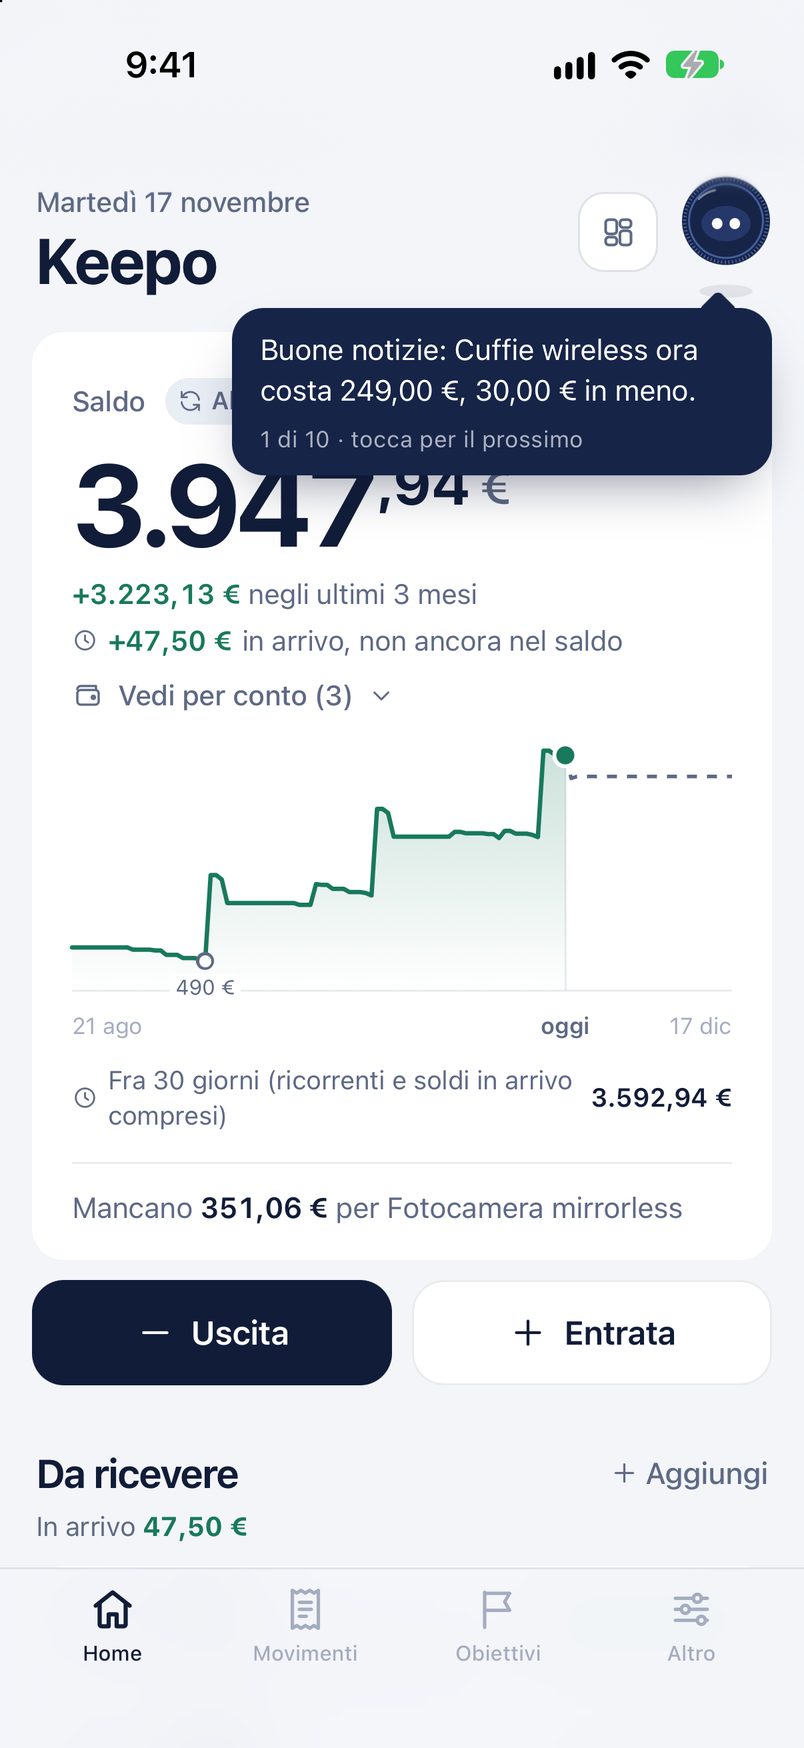 9:41
Martedì 17 novembre
Keepo
Buone notizie: Cuffie wireless ora
costa 249,00 €, 30,00 € in meno.
1 di 10 · tocca per il prossimo
Saldo
3.947,94 €
+3.223,13 € negli ultimi 3 mesi
+47,50 € in arrivo, non ancora nel saldo
Vedi per conto (3)
490 €
21 ago oggi 17 dic
Fra 30 giorni (ricorrenti e soldi in arrivo
compresi) 3.592,94 €
Mancano 351,06 € per Fotocamera mirrorless
Uscita
Entrata
Da ricevere
+ Aggiungi
In arrivo 47,50 €
Home Movimenti Obiettivi Altro